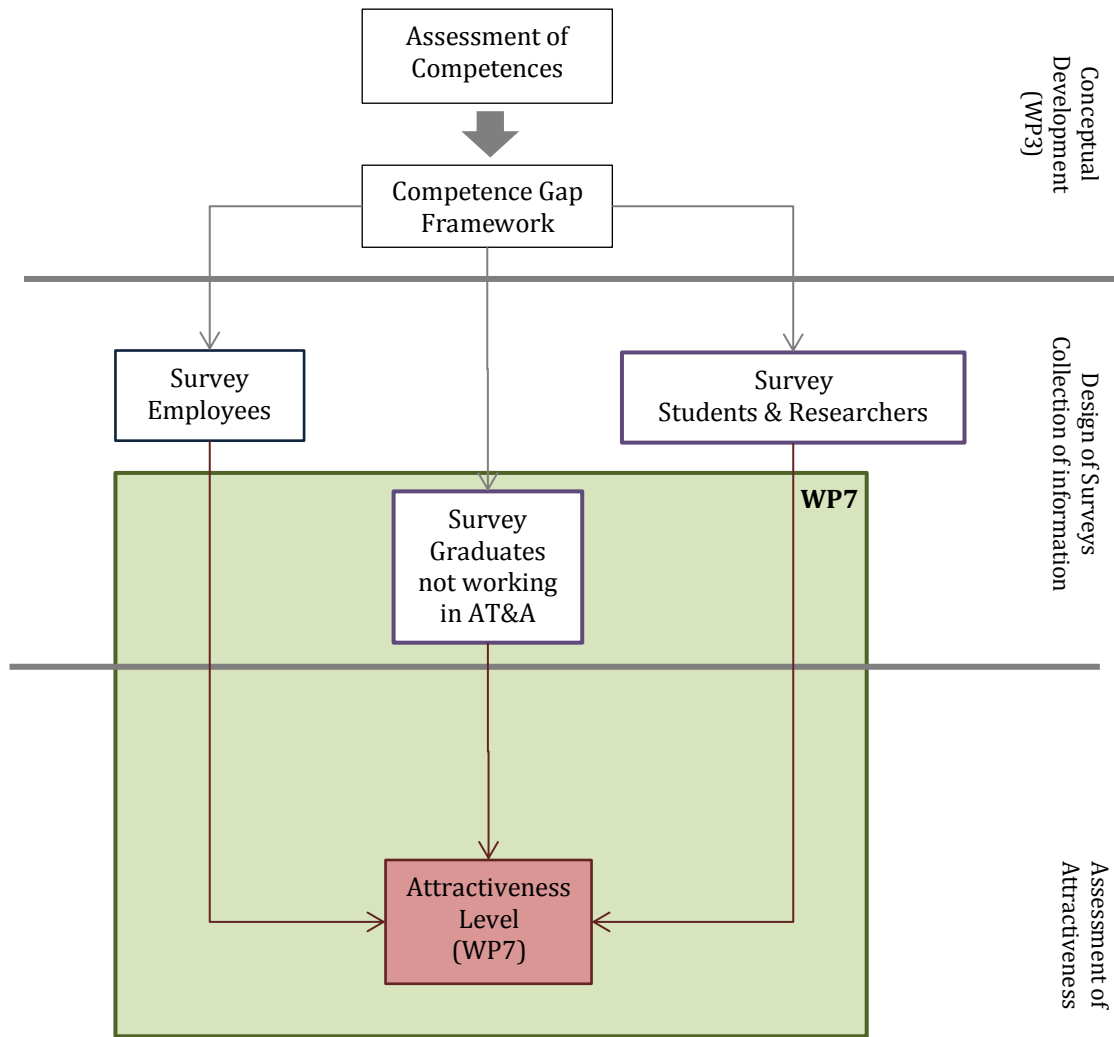 Assessment of
Competences
Conceptual
Development
(WP3)
Competence Gap
Framework
Survey
Employees
Survey
Students & Researchers
Design of Surveys
Collection of information
WP7
Survey
Graduates
not working
in AT&A
Attractiveness
Level
(WP7)
Assessment of
Attractiveness